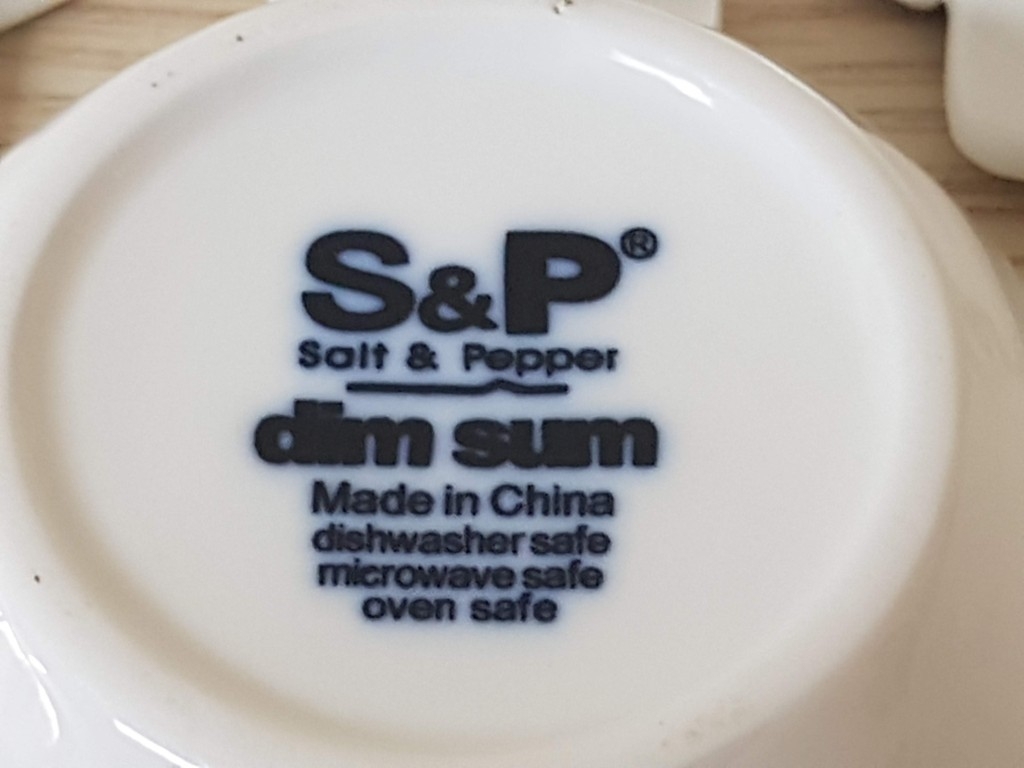 S&P®
Salt & Pepper
dim sum
Made in China
dishwasher safe
microwave safe
oven safe